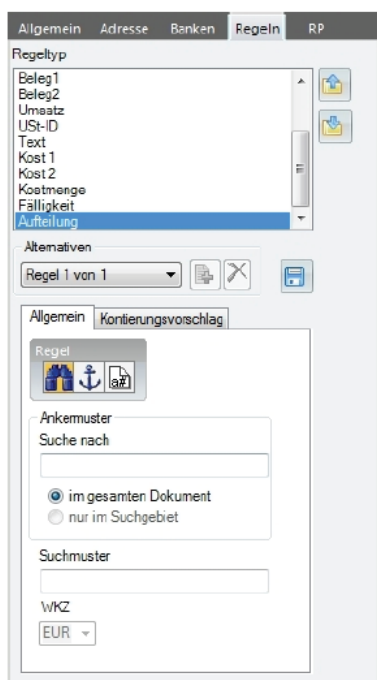 Allgemein Adresse Banken Regeln RP
Regeltyp
Beleg1
Beleg2
Umsatz
USt-ID
Text
Kost 1
Kost 2
Kostmenge
Fälligkeit
Aufteilung
Alternativen
Regel 1 von 1
Allgemein Kontierungsvorschlag
Regel
a#
Ankermuster
Suche nach
im gesamten Dokument
nur im Suchgebiet
Suchmuster
WKZ
EUR